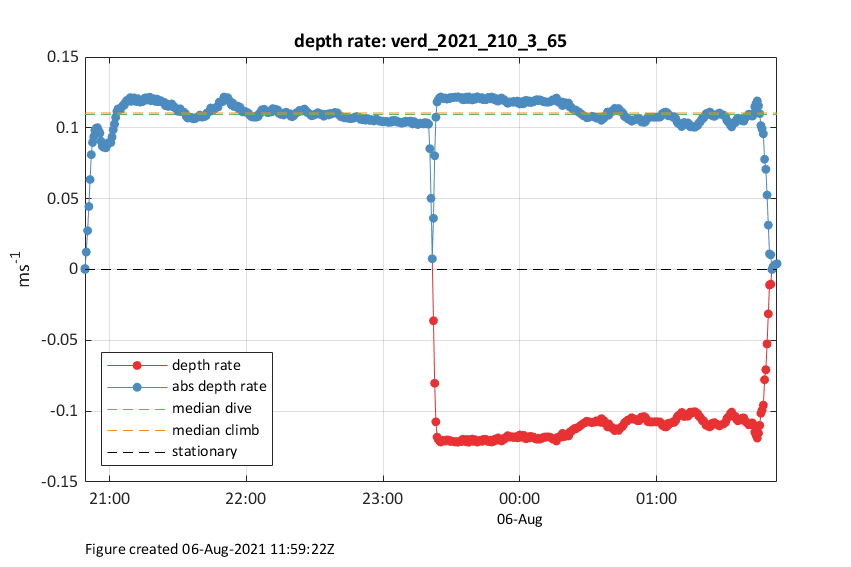 depth rate: verd_2021_210_3_65
0.15
0.1
0.05
0
-0.05
-0.1
-0.15
ms-1
depth rate
abs depth rate
median dive
median climb
stationary
21:00 22:00 23:00 00:00 01:00
06-Aug
Figure created 06-Aug-2021 11:59:22Z